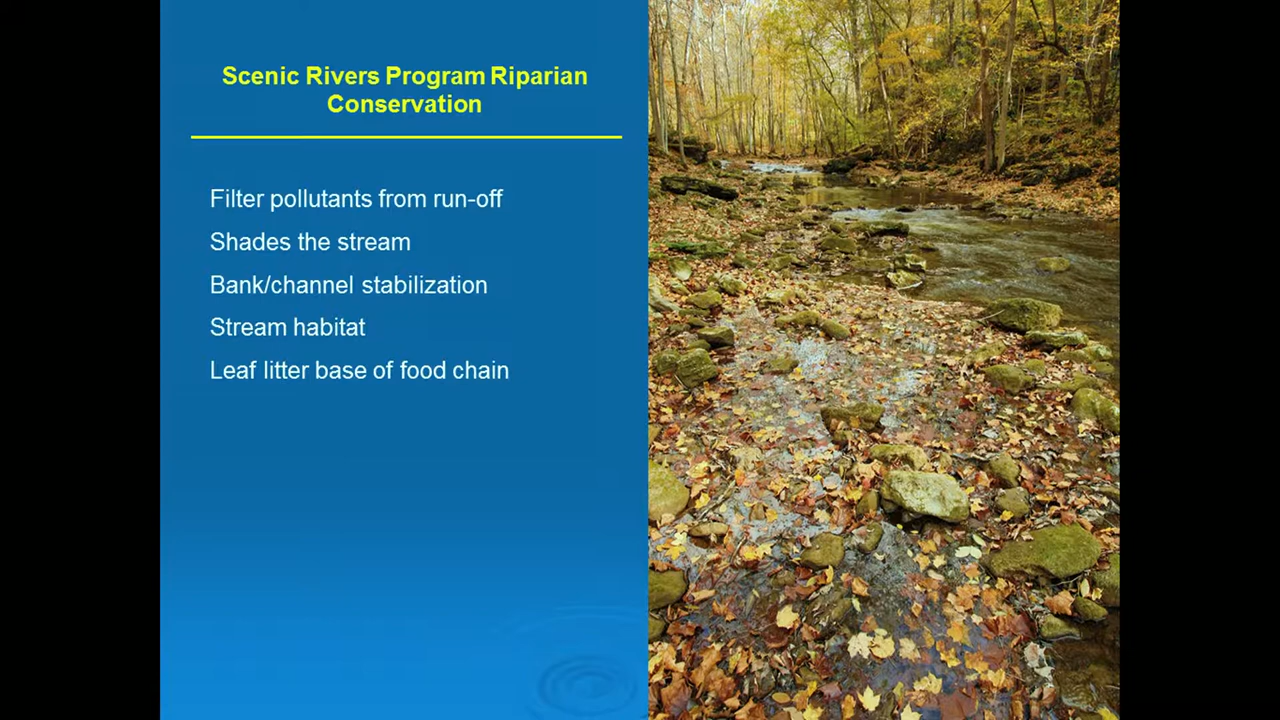 Scenic Rivers Program Riparian
Conservation
Filter pollutants from run-off
Shades the stream
Bank/channel stabilization
Stream habitat
Leaf litter base of food chain